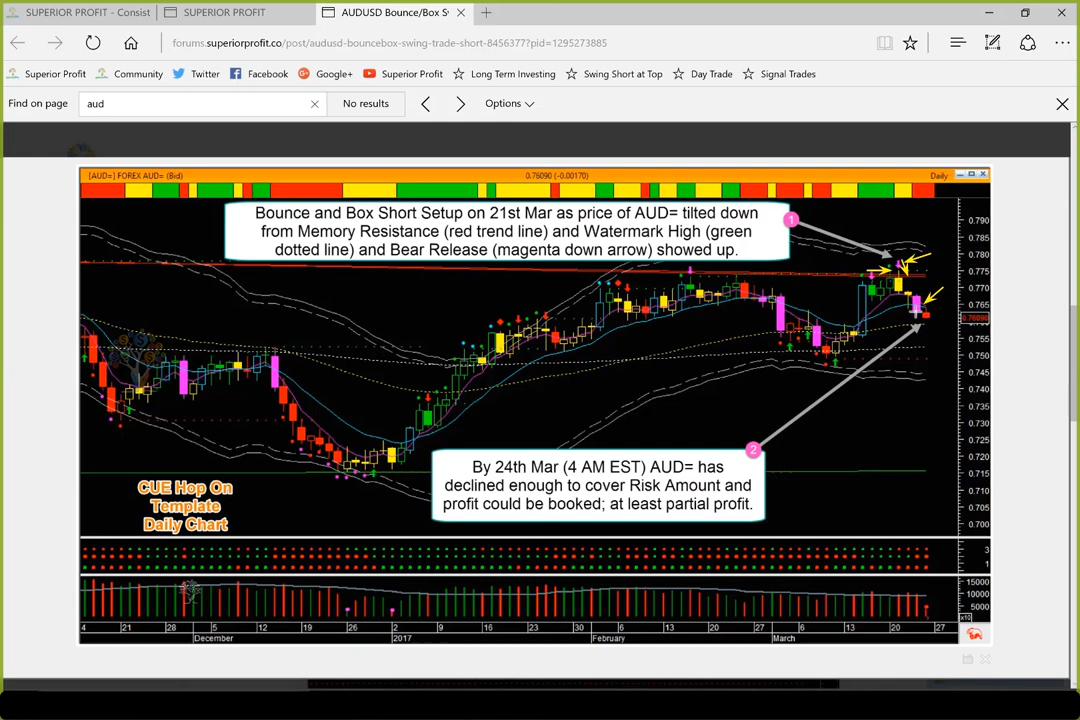 SUPERIOR PROFIT - Consist
SUPERIOR PROFIT
AUDUSD Bounce/Box S
forums.superiorprofit.co/post/audusd-bouncebox-swing-trade-short-8456377?pid=1295273885
Superior Profit
Community
Twitter
Facebook
Google+
Superior Profit
Long Term Investing
Swing Short at Top
Day Trade
Signal Trades
Find on page
aud
No results
Options
[AUD=] FOREX AUD= (Bid)
0.76090 (-0.00170)
Daily
Bounce and Box Short Setup on 21st Mar as price of AUD= tilted down
from Memory Resistance (red trend line) and Watermark High (green
dotted line) and Bear Release (magenta down arrow) showed up.
1
2
By 24th Mar (4 AM EST) AUD= has
declined enough to cover Risk Amount and
profit could be booked; at least partial profit.
CUE Hop On
Template
Daily Chart
0.790
0.785
0.780
0.775
0.770
0.765
0.76090
0.755
0.750
0.745
0.740
0.735
0.730
0.725
0.720
0.715
0.710
0.705
0.700
3
1
15000
10000
5000
x10
4 21 28 5 12 19 26 2 9 16 23 30 6 13 20 27 6 13 20 27
December 2017 February March